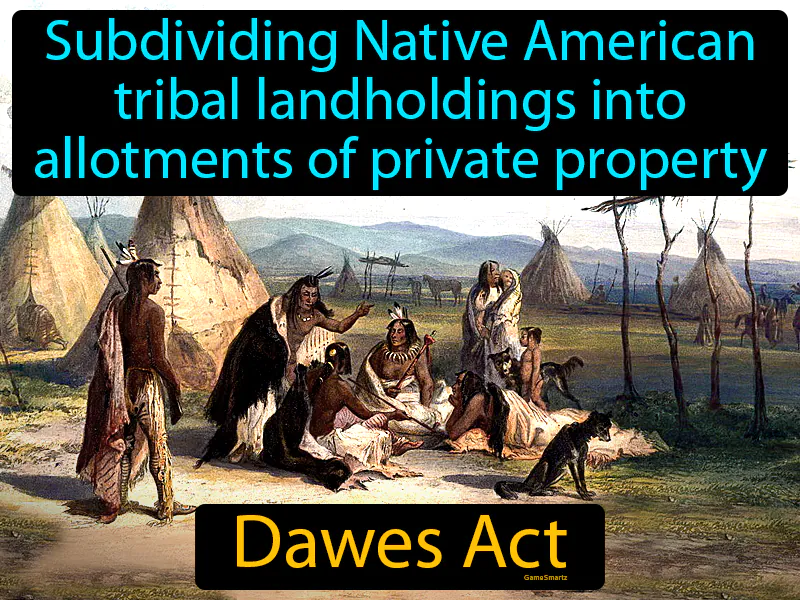 Subdividing Native American
tribal landholdings into
allotments of private property
Dawes Act
GameSmartz